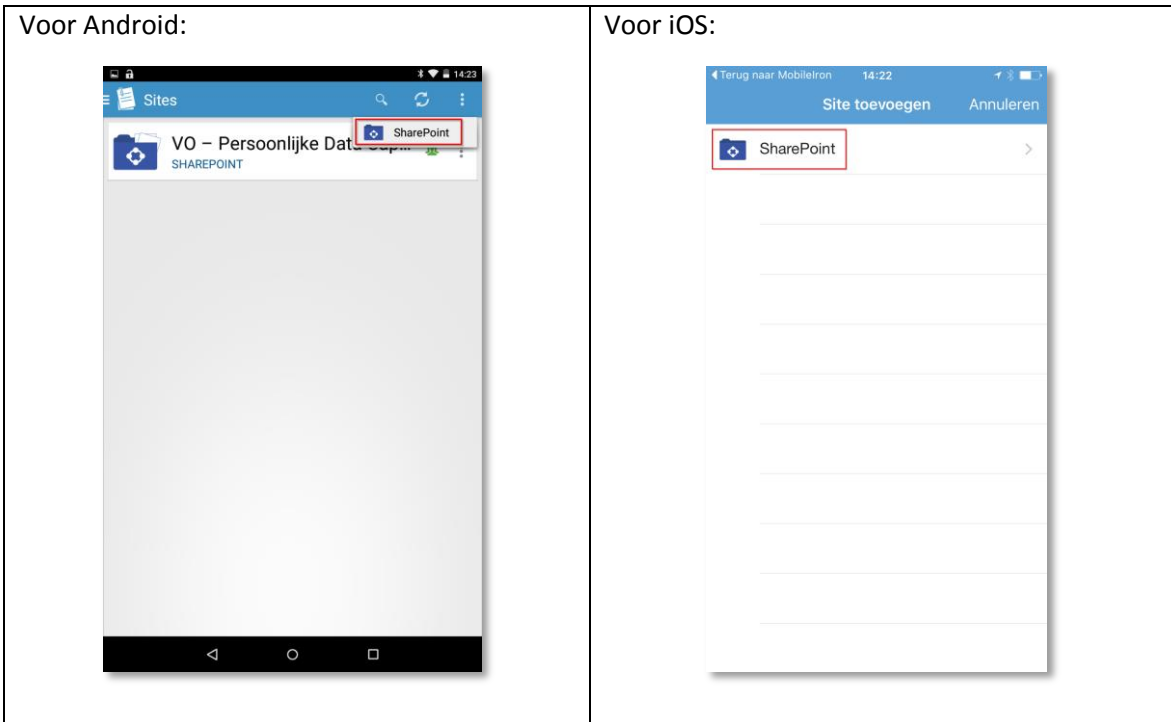 Voor Android:
14:23
Sites
SharePoint
VO – Persoonlijke
SHAREPOINT
Voor iOS:
Terug naar MobileIron 14:22
Site toevoegen Annuleren
SharePoint